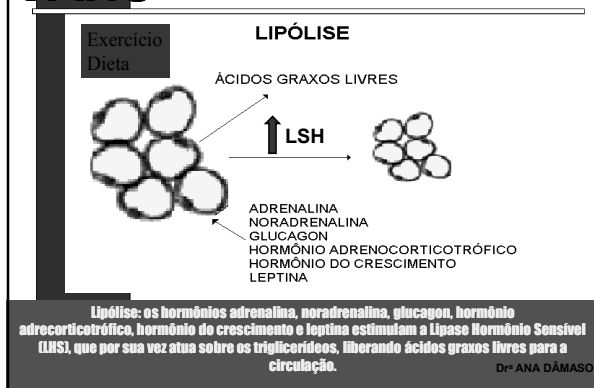 LIPÓLISE
Exercício
Dieta
ÁCIDOS GRAXOS LIVRES
LSH
ADRENALINA
NORADRENALINA
GLUCAGON
HORMÔNIO ADRENOCORTICOTRÓFICO
HORMÔNIO DO CRESCIMENTO
LEPTINA
Lipólise: os hormônios adrenalina, noradrenalina, glucagon, hormônio
adrecorticotrófico, hormônio do crescimento e leptina estimulam a Lipase Hormônio Sensível
(LHS), que por sua vez atua sobre os triglicerídeos, liberando ácidos graxos livres para a
circulação.
Drª ANA DÂMASO